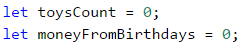 let toysCount = 0;
let moneyFromBirthdays = 0;